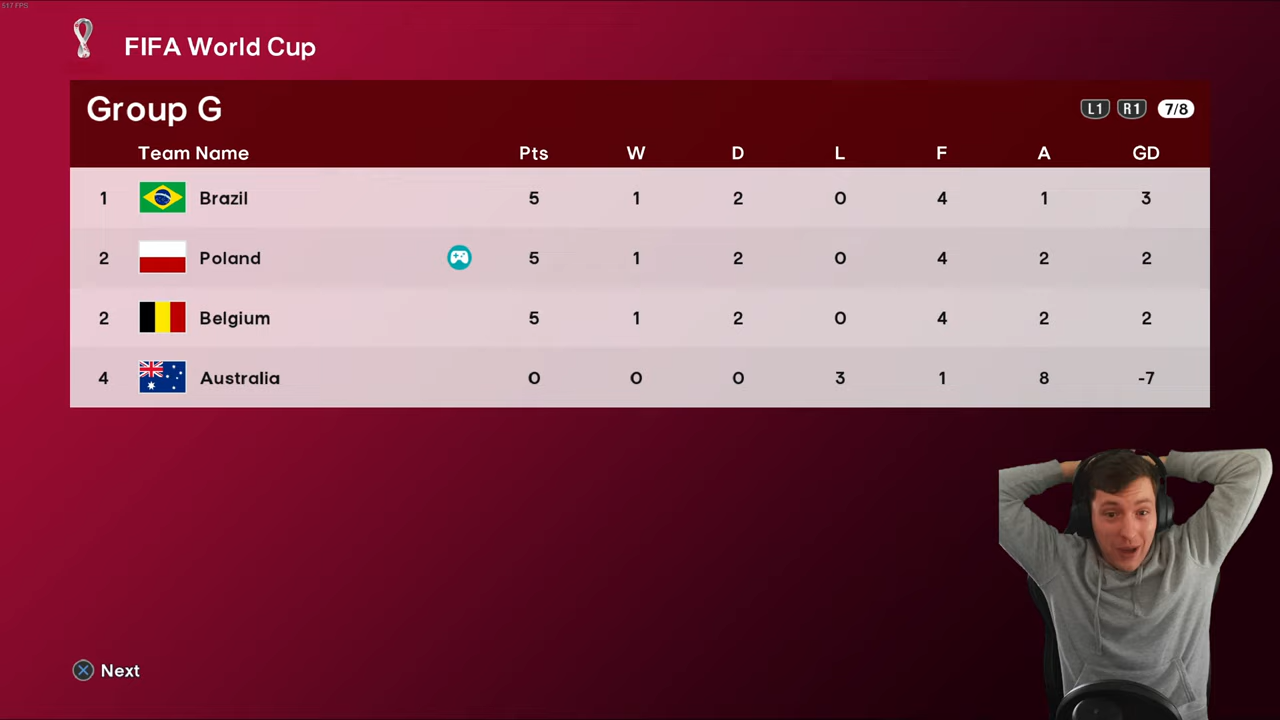 517 FPS
FIFA World Cup
Group G L1 R1 7/8
Team Name Pts W D L F A GD
1 Brazil 5 1 2 0 4 1 3
2 Poland 5 1 2 0 4 2 2
2 Belgium 5 1 2 0 4 2 2
4 Australia 0 0 0 3 1 8 -7
Next